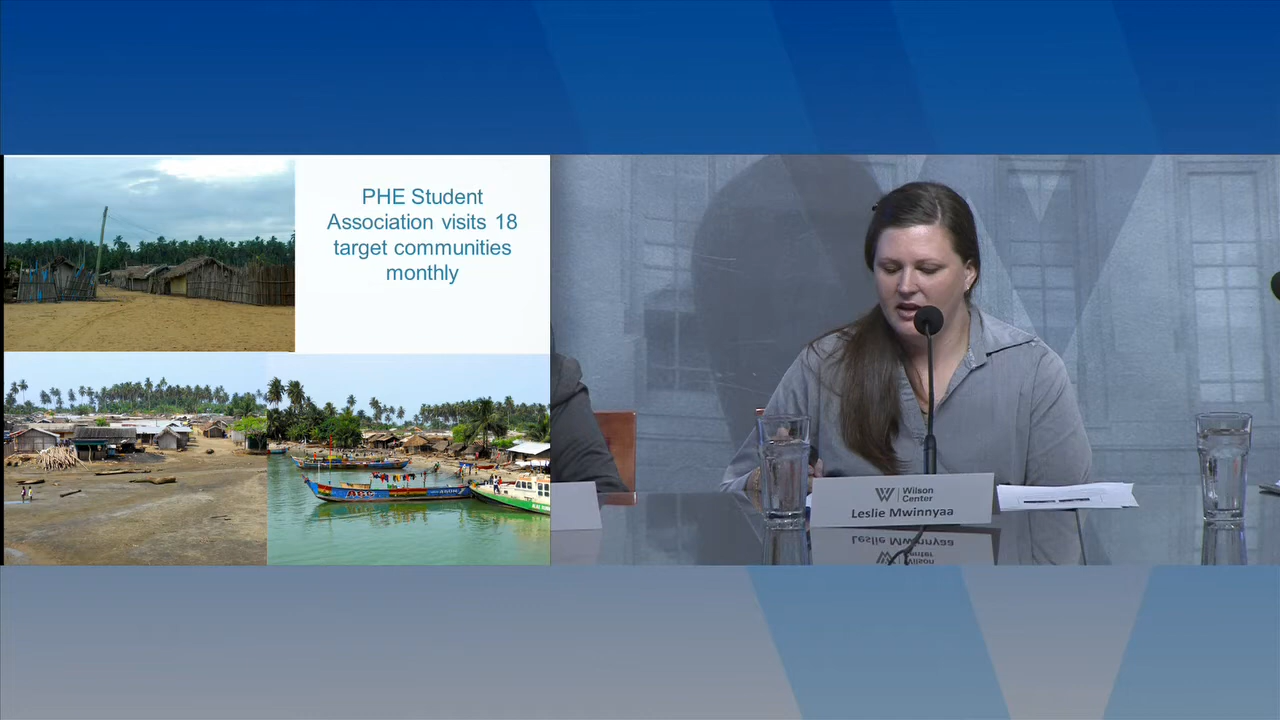 PHE Student
Association visits 18
target communities
monthly
Wilson
Center
Leslie Mwinnyaa